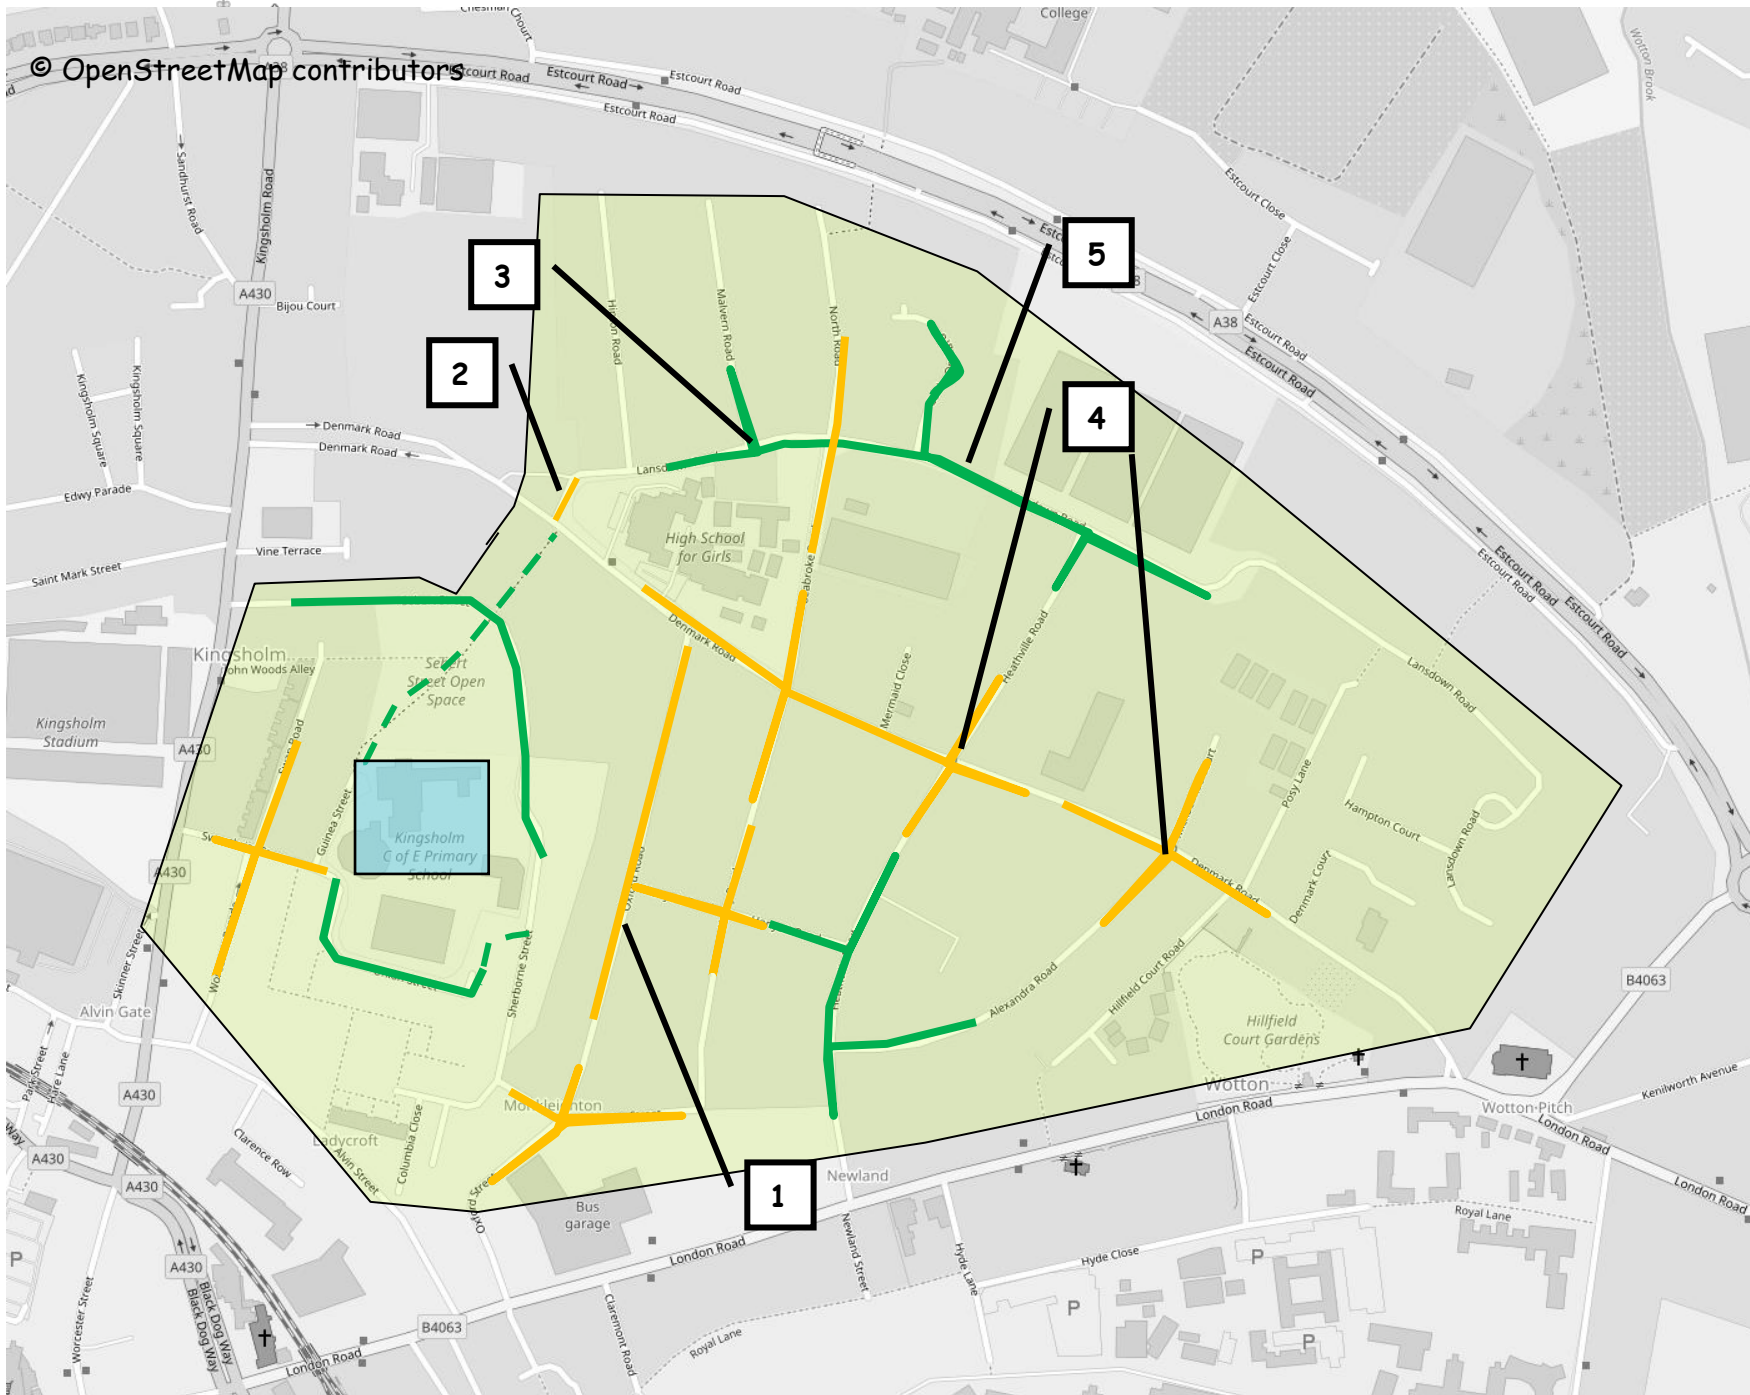 College
© OpenStreetMap contributors
Estcourt Road
Estcourt Road
Estcourt Road
Estcourt Road
Sandhurst Road
Kingsholm Road
Wotton Brook
Estcourt Close
Estcourt Close
A430
Bijou Court
3
5
2
4
A38
Estcourt Road
Estcourt Road
Malvern Road
North Road
Kingsholm Square
Kingsholm Square
Denmark Road
Denmark Road
Edwy Parade
Vine Terrace
Saint Mark Street
High School
for Girls
Estcourt Road
Estcourt Road
Estcourt Road
Denmark Road
Heathville Road
Mermaid Close
Kingsholm
John Woods Alley
Sebert
Street Open
Space
Lansdown Road
Kingsholm
Stadium
A430
Guinea Street
Posy Lane
Hampton Court
Kingsholm
C of E Primary
School
A430
Denmark Road
Denmark Court
Lansdown Road
Skinner Street
Sherborne Street
Alexandra Road
Hillfield Court Road
B4063
Alvin Gate
Hillfield
Court Gardens
Park Street
Hare Lane
A430
Wotton
London Road
Kenilworth Avenue
Wotton Pitch
London Road
Columbia Close
Ladycroft
Clarence Row
Alvin Street
A430
A430
Newland
1
London Road
Bus
garage
Royal Lane
London Road
Newland Street
Hyde Lane
Hyde Close
P
P
P
P
A430
Black Dog Way
Black Dog Way
Worcester Street
B4063
London Road
Claremont Road
Royal Lane